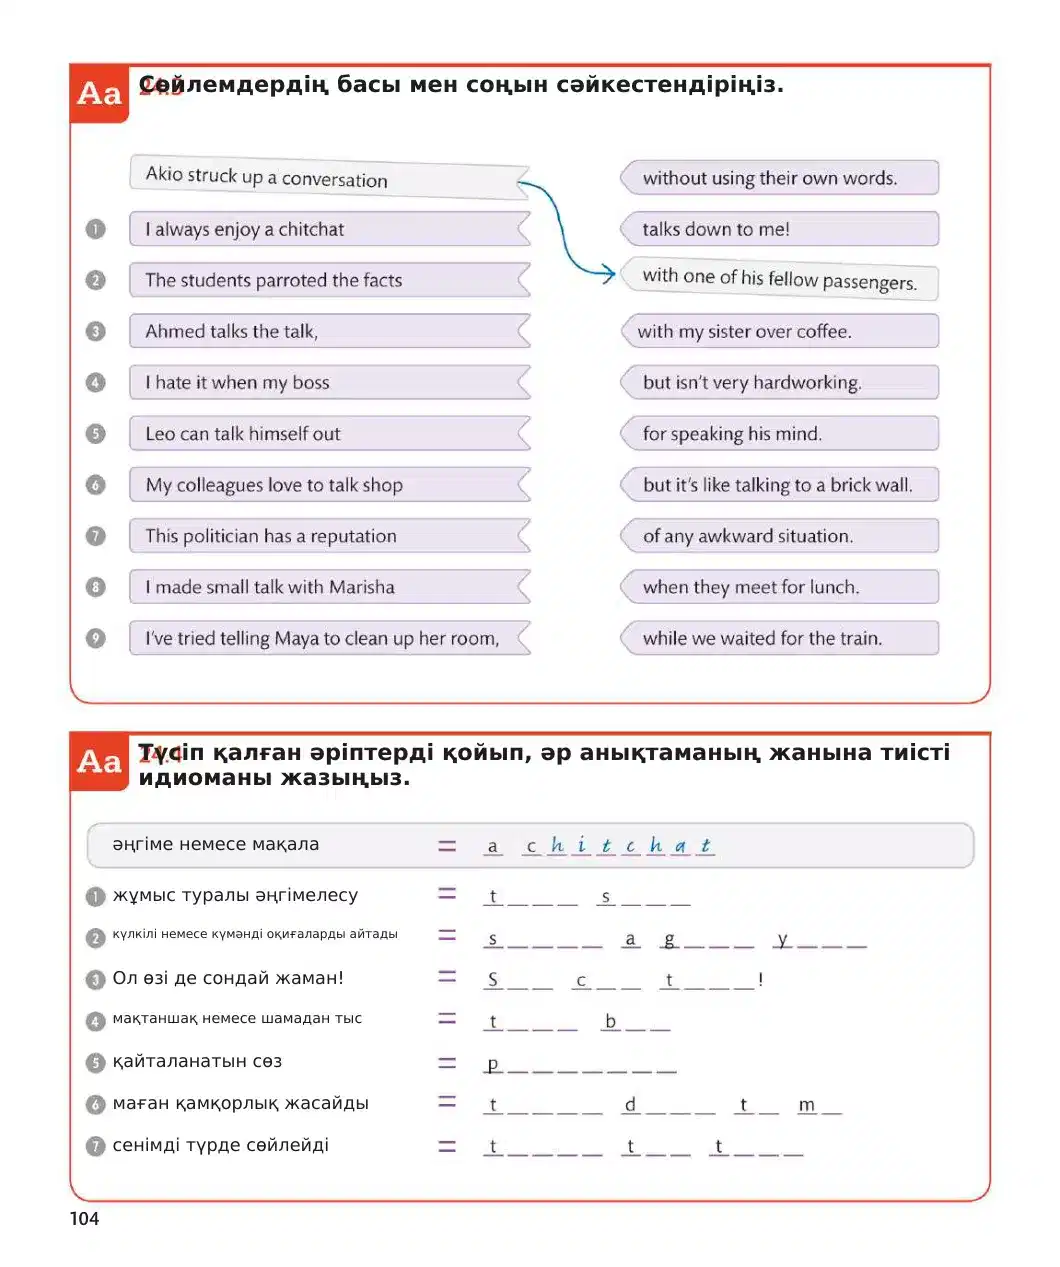 Aa 24.3 Сөйлемдердің басы мен соңын сәйкестендіріңіз.
Akio struck up a conversation
without using their own words.
1 I always enjoy a chitchat
talks down to me!
2 The students parroted the facts
with one of his fellow passengers.
3 Ahmed talks the talk,
with my sister over coffee.
4 I hate it when my boss
but isn't very hardworking.
5 Leo can talk himself out
for speaking his mind.
6 My colleagues love to talk shop
but it's like talking to a brick wall.
7 This politician has a reputation
of any awkward situation.
8 I made small talk with Marisha
when they meet for lunch.
9 I've tried telling Maya to clean up her room,
while we waited for the train.
Aa 24.4 Түсіп қалған әріптерді қойып, әр анықтаманың жанына тиісті
идиоманы жазыңыз.
әңгіме немесе мақала = a chitchat
1 жұмыс туралы әңгімелесу = t _ _ _ s _ _ _
2 күлкілі немесе күмәнді оқиғаларды айтады = s _ _ _ _ a g _ _ _ y _ _ _
3 Ол өзі де сондай жаман! = S _ _ c _ _ t _ _ _ !
4 мақтаншақ немесе шамадан тыс = t _ _ _ b _ _
5 қайталанатын сөз = p _ _ _ _ _ _ _
6 маған қамқорлық жасайды = t _ _ _ _ d _ _ _ t _ m _
7 сенімді түрде сөйлейді = t _ _ _ _ t _ _ t _ _ _
104